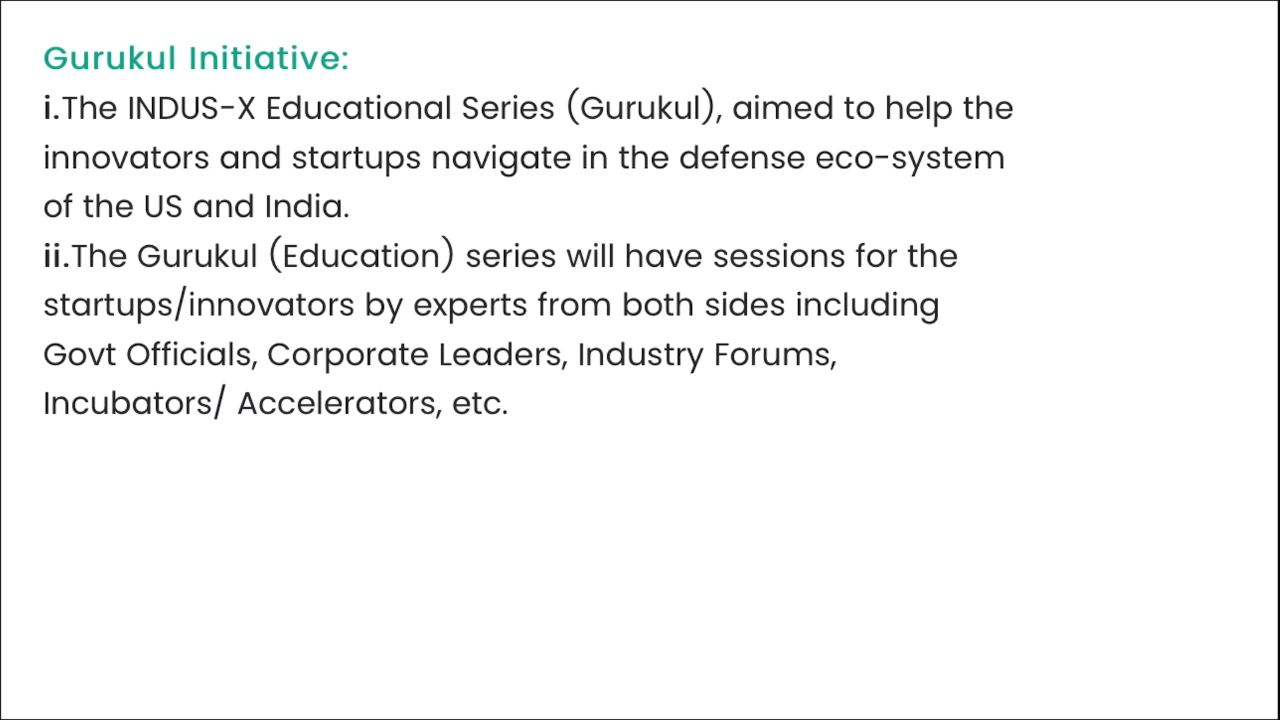 Gurukul Initiative:
i.The INDUS-X Educational Series (Gurukul), aimed to help the
innovators and startups navigate in the defense eco-system
of the US and India.
ii.The Gurukul (Education) series will have sessions for the
startups/innovators by experts from both sides including
Govt Officials, Corporate Leaders, Industry Forums,
Incubators/ Accelerators, etc.